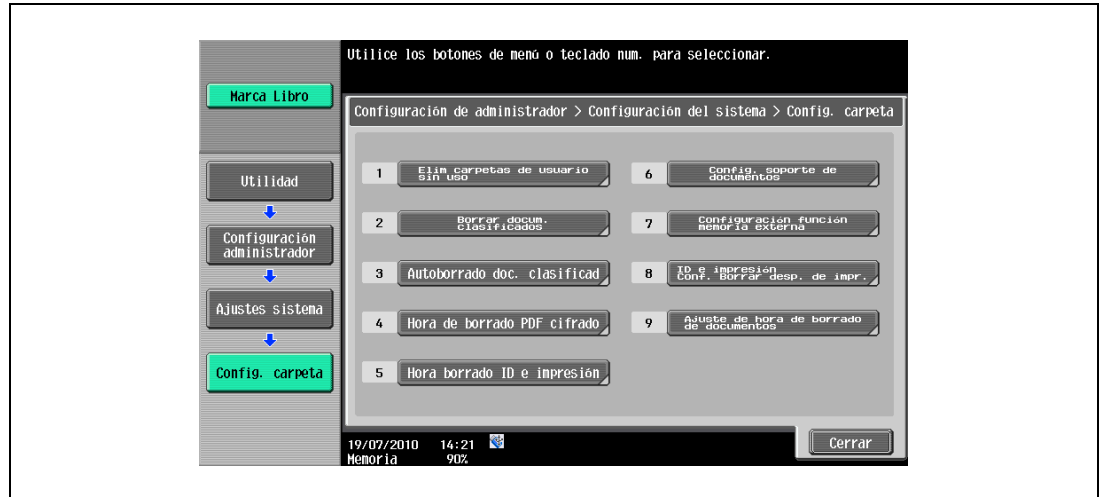 Utilice los botones de menú o teclado num. para seleccionar.
Marca Libro
Configuración de administrador > Configuración del sistema > Config. carpeta
Utilidad
Configuración
administrador
Ajustes sistema
Config. carpeta
1 Elim carpetas de usuario
sin uso
2 Borrar docum.
clasificados
3 Autoborrado doc. clasificad
4 Hora de borrado PDF cifrado
5 Hora borrado ID e impresión
6 Config. soporte de
documentos
7 Configuración función
memoria externa
8 ID e impresión
Conf. Borrar desp. de impr.
9 Ajuste de hora de borrado
de documentos
19/07/2010 14:21
Memoria 90%
Cerrar